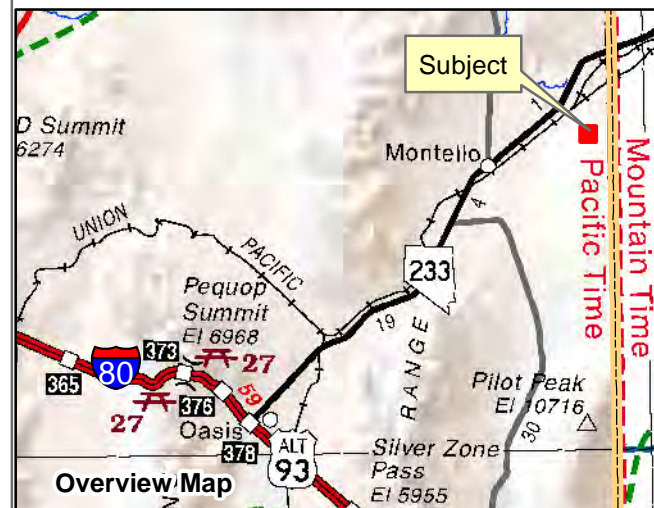 Subject
D Summit
6274
Montello
1
4
Mountain Time
Pacific Time
UNION
PACIFIC
233
Pequop
Summit
El 6968
19
RANGE
373
27
80
365
59
Pilot Peak
El 10716
27
376
30
Oasis
ALT
93
378
Silver Zone
Pass
El 5955
Overview Map